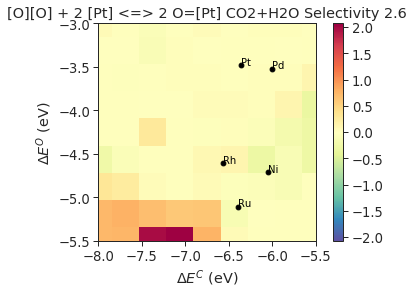 [O][O] + 2 [Pt] <=> 2 O=[Pt] CO2+H2O Selectivity 2.6
−3.0
−3.5
−4.0
−4.5
−5.0
−5.5
ΔE^O (eV)
Pt
Pd
Rh
Ni
Ru
−8.0 −7.5 −7.0 −6.5 −6.0 −5.5
ΔE^C (eV)
2.0
1.5
1.0
0.5
0.0
−0.5
−1.0
−1.5
−2.0